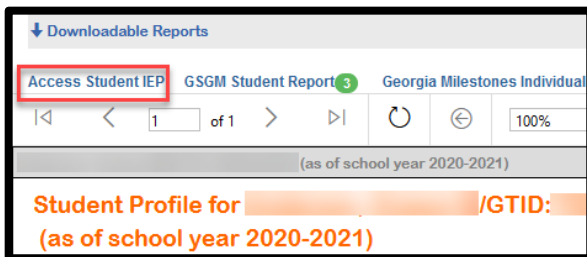 Downloadable Reports
Access Student IEP GSGM Student Report 3 Georgia Milestones Individual
1 of 1 100%
(as of school year 2020-2021)
Student Profile for /GTID:
(as of school year 2020-2021)